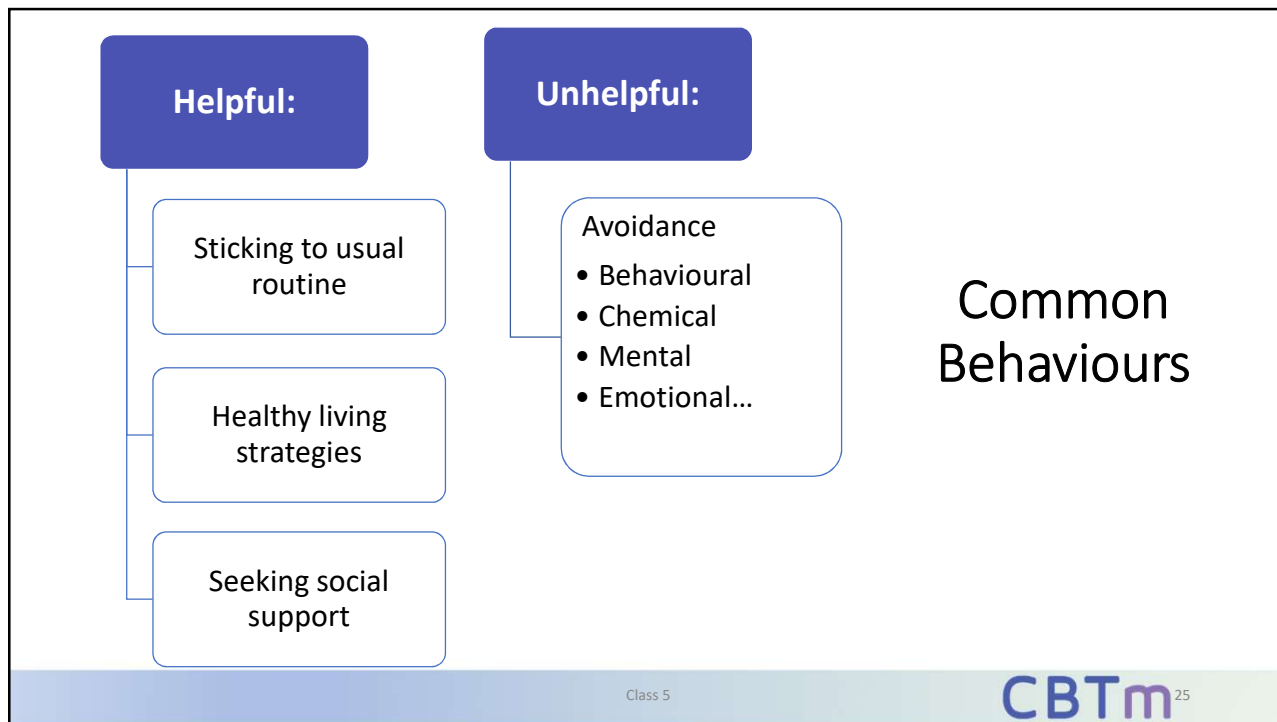 Helpful:
Sticking to usual
routine
Healthy living
strategies
Seeking social
support
Unhelpful:
Avoidance
• Behavioural
• Chemical
• Mental
• Emotional…
Common
Behaviours
Class 5
CBTm
25